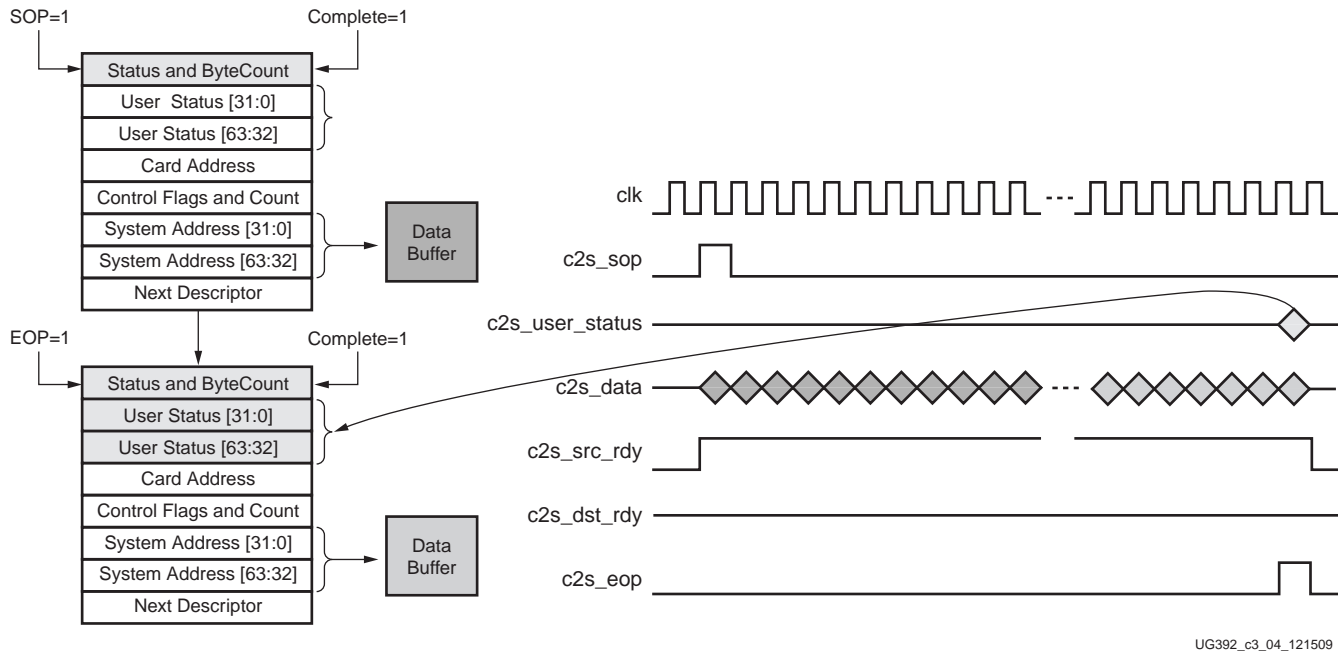 SOP=1
Complete=1
Status and ByteCount
User Status [31:0]
User Status [63:32]
Card Address
Control Flags and Count
System Address [31:0]
System Address [63:32]
Next Descriptor
Data
Buffer
EOP=1
Complete=1
Status and ByteCount
User Status [31:0]
User Status [63:32]
Card Address
Control Flags and Count
System Address [31:0]
System Address [63:32]
Next Descriptor
Data
Buffer
clk
c2s_sop
c2s_user_status
c2s_data
c2s_src_rdy
c2s_dst_rdy
c2s_eop
UG392_c3_04_121509